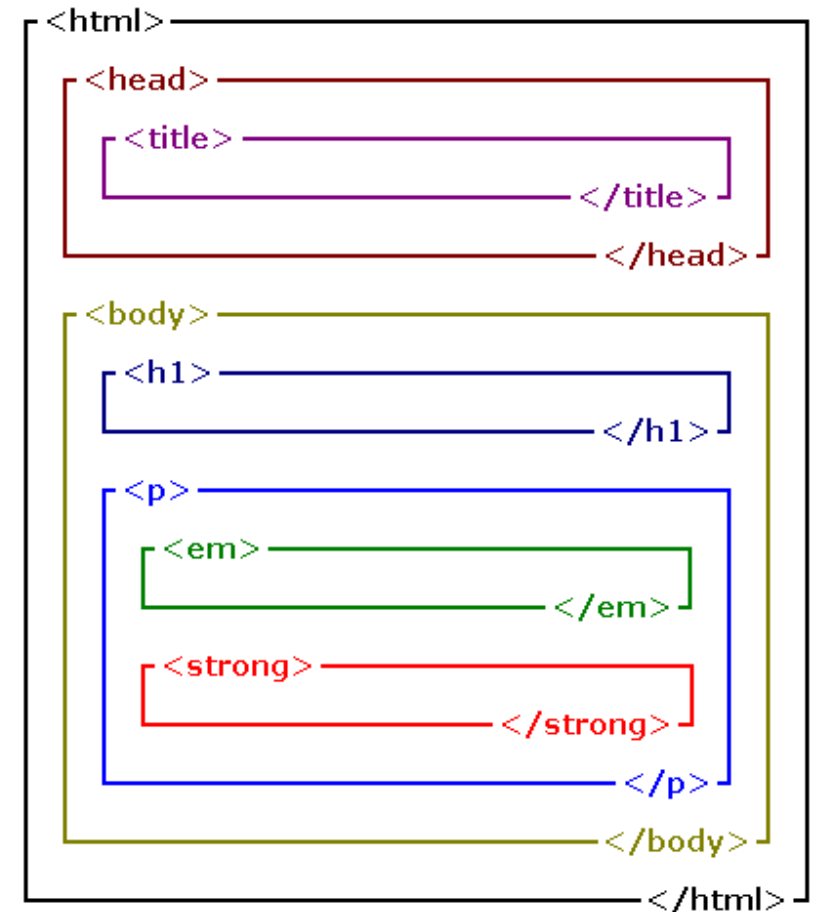 <html>
<head>
<title>
</title>
</head>
<body>
<h1>
</h1>
<p>
<em>
</em>
<strong>
</strong>
</p>
</body>
</html>